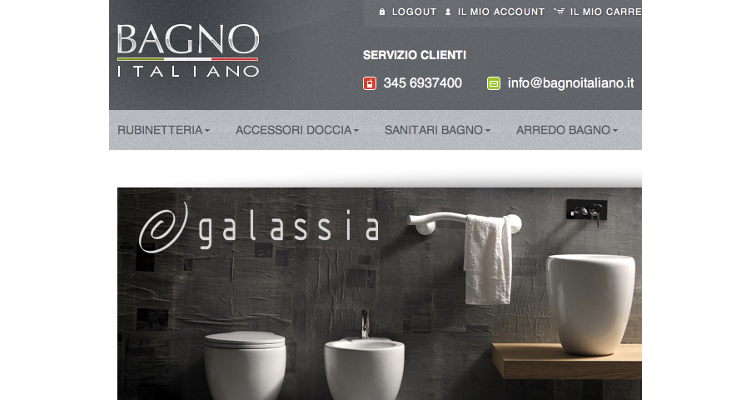 LOGOUT IL MIO ACCOUNT IL MIO CARRE
BAGNO
ITALIANO
SERVIZIO CLIENTI
345 6937400 info@bagnoitaliano.it
RUBINETTERIA ACCESSORI DOCCIA SANITARI BAGNO ARREDO BAGNO
galassia